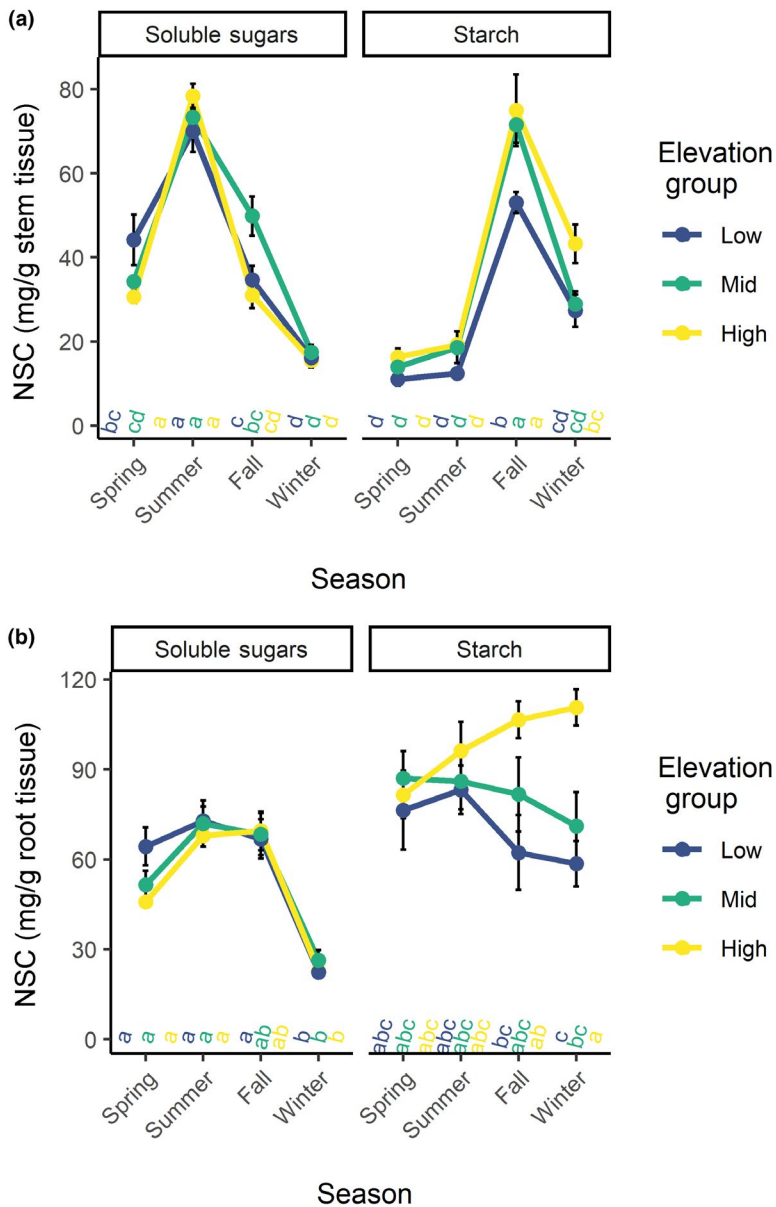 (a)
Soluble sugars Starch
NSC (mg/g stem tissue)
80
60
40
20
0
bc cd a a a a c bc cd d d d
d d d d d d b a a cd cd bc
Spring Summer Fall Winter Spring Summer Fall Winter
Season
Elevation
group
Low
Mid
High
(b)
Soluble sugars Starch
NSC (mg/g root tissue)
120
90
60
30
0
a a a a a a a ab ab b b b
abc abc abc abc abc abc bc abc ab c bc a
Spring Summer Fall Winter Spring Summer Fall Winter
Season
Elevation
group
Low
Mid
High